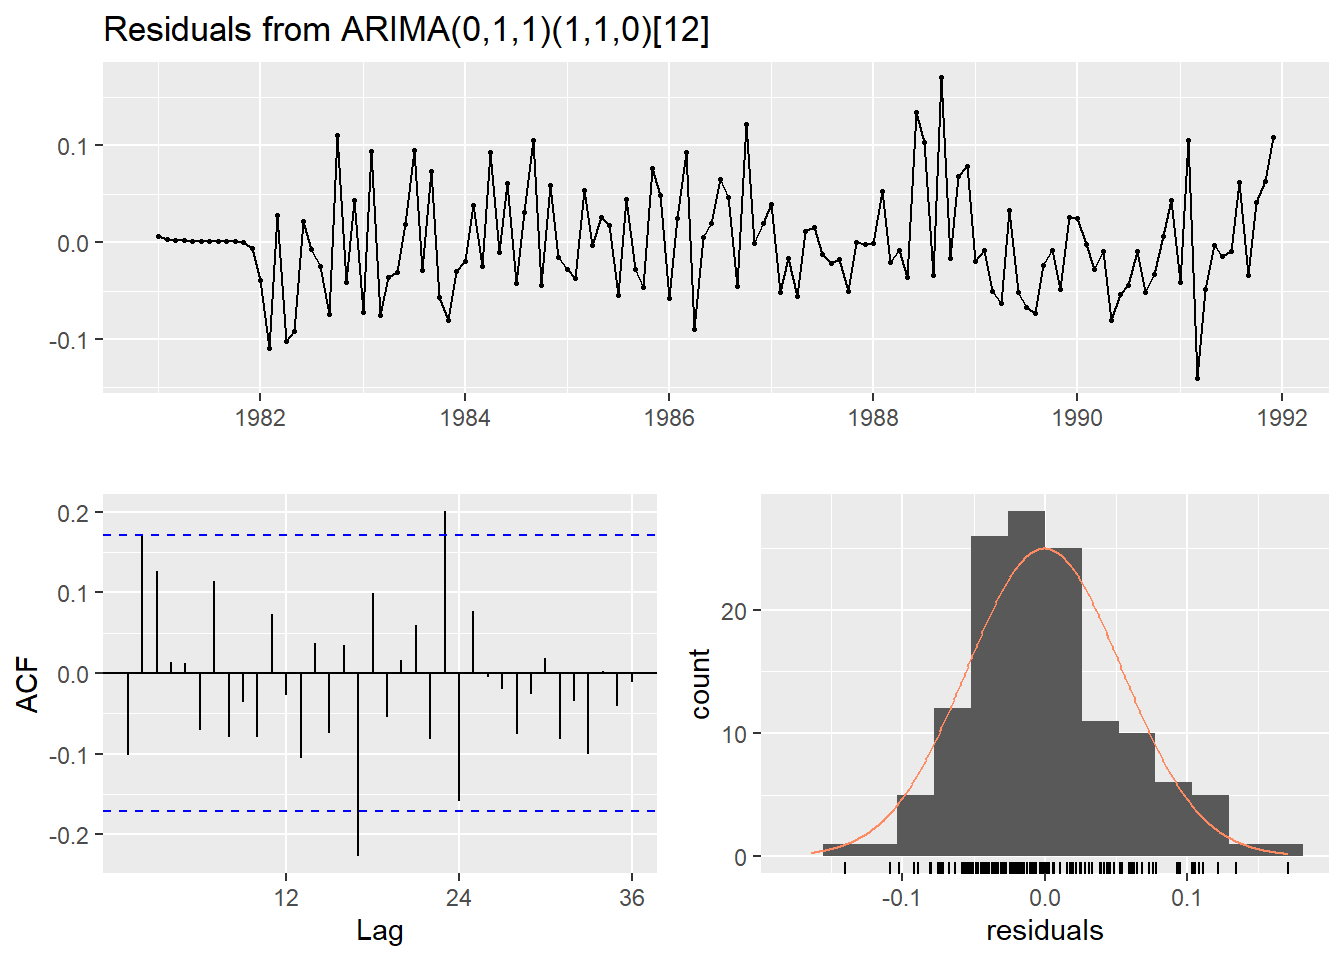 Residuals from ARIMA(0,1,1)(1,1,0)[12]
0.1
0.0
-0.1
1982 1984 1986 1988 1990 1992
ACF
0.2
0.1
0.0
-0.1
-0.2
12 24 36
Lag
count
20
10
0
-0.1 0.0 0.1
residuals